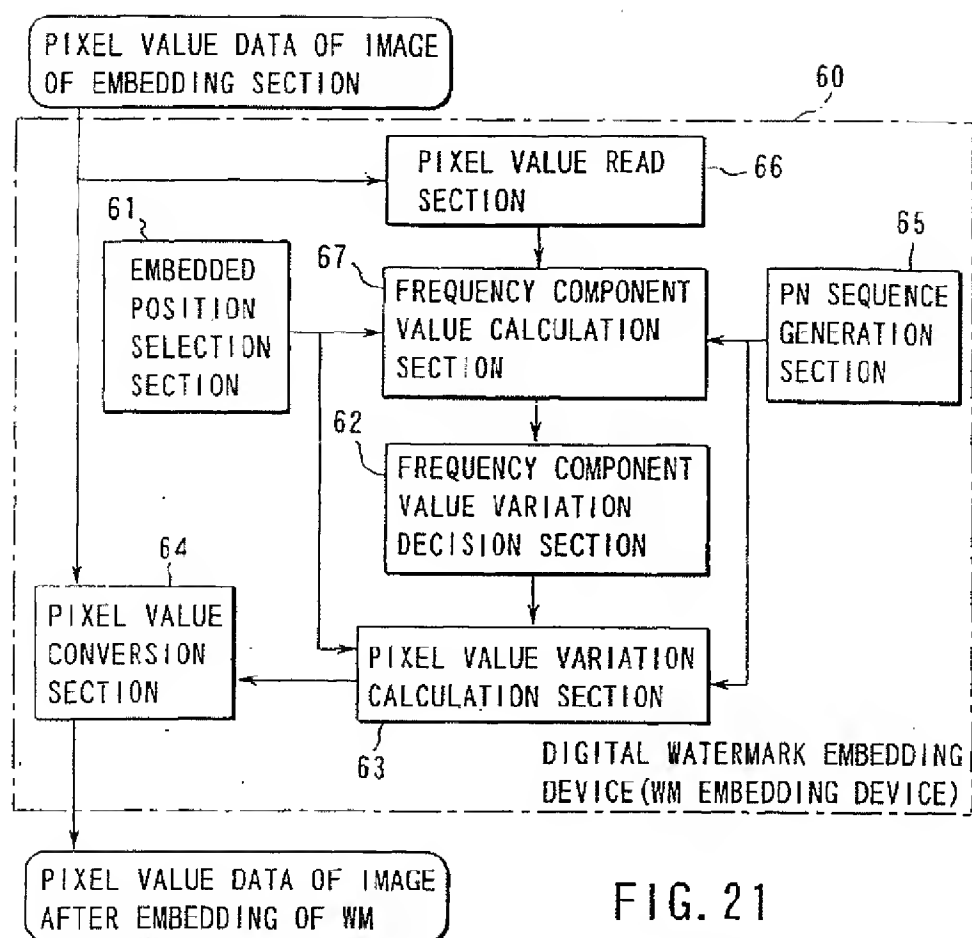 PIXEL VALUE DATA OF IMAGE
OF EMBEDDING SECTION
60
PIXEL VALUE READ
SECTION
66
61
EMBEDDED
POSITION
SELECTION
SECTION
67
FREQUENCY COMPONENT
VALUE CALCULATION
SECTION
65
PN SEQUENCE
GENERATION
SECTION
62
FREQUENCY COMPONENT
VALUE VARIATION
DECISION SECTION
64
PIXEL VALUE
CONVERSION
SECTION
PIXEL VALUE VARIATION
CALCULATION SECTION
63
DIGITAL WATERMARK EMBEDDING
DEVICE(WM EMBEDDING DEVICE)
PIXEL VALUE DATA OF IMAGE
AFTER EMBEDDING OF WM
FIG. 21